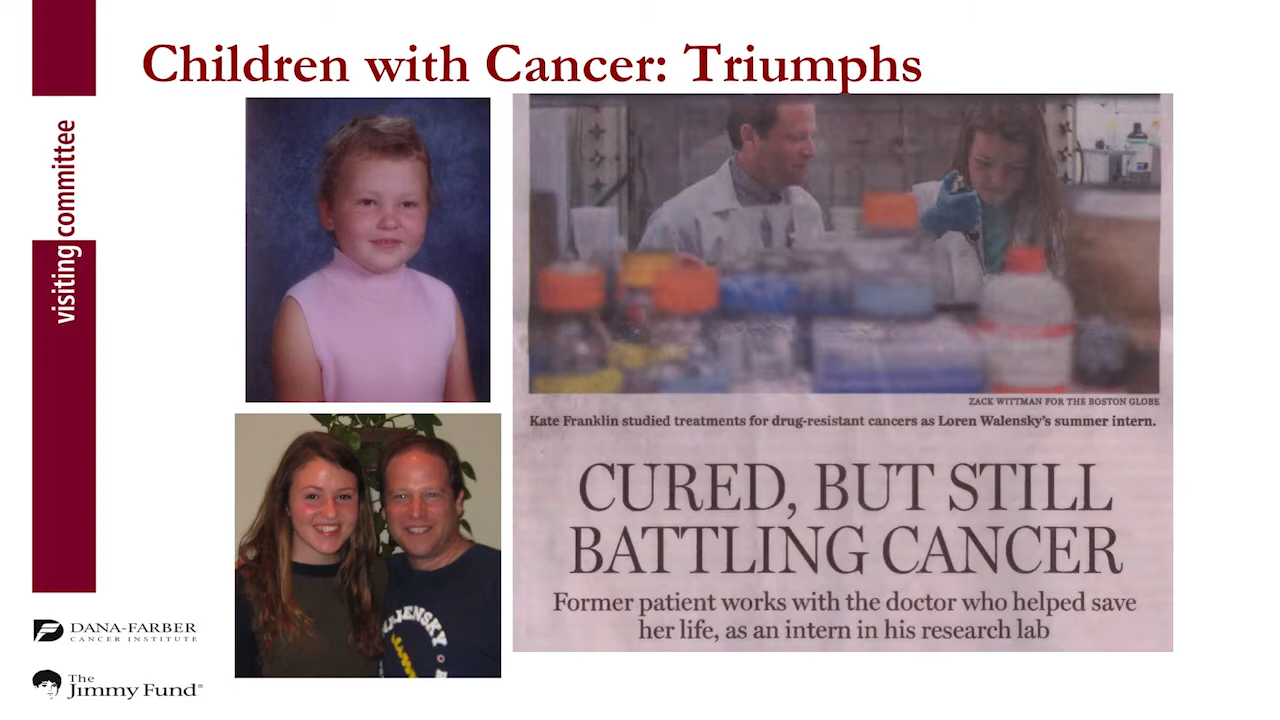 Children with Cancer: Triumphs
visiting committee
ZACK WITTMAN FOR THE BOSTON GLOBE
Kate Franklin studied treatments for drug-resistant cancers as Loren Walensky's summer intern.
CURED, BUT STILL
BATTLING CANCER
Former patient works with the doctor who helped save
her life, as an intern in his research lab
WALENSKY
DANA-FARBER
CANCER INSTITUTE
The
Jimmy Fund®